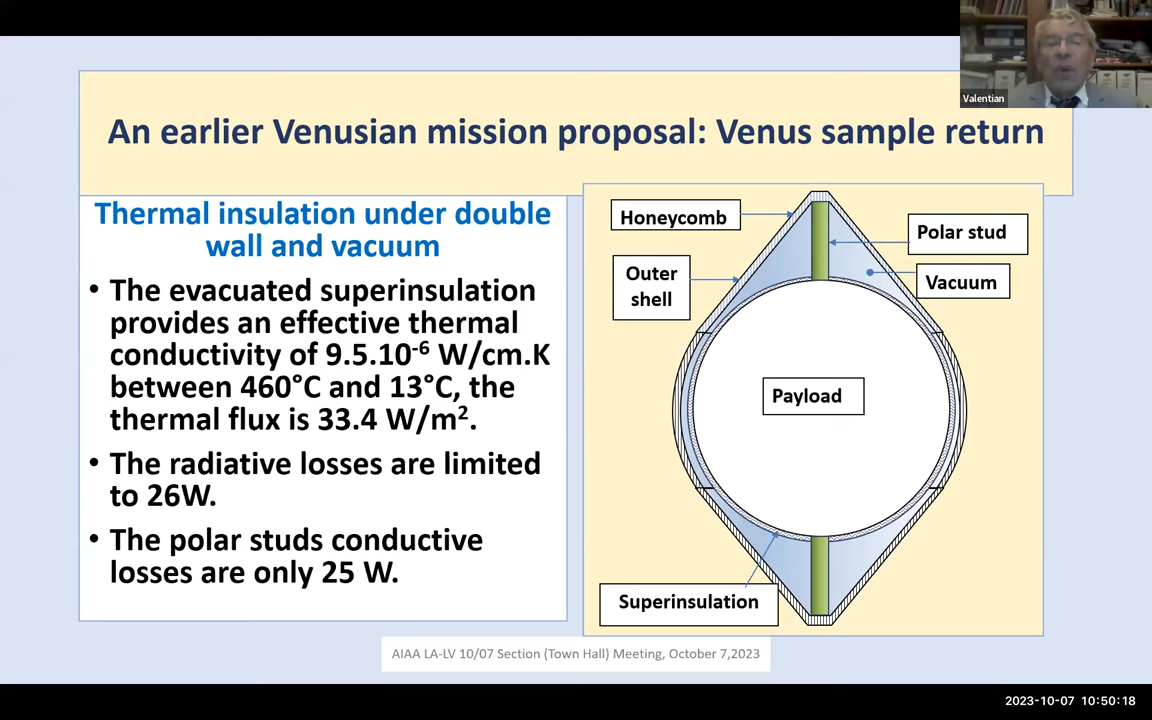 Valentian
An earlier Venusian mission proposal: Venus sample return
Thermal insulation under double
wall and vacuum
• The evacuated superinsulation
provides an effective thermal
conductivity of 9.5.10⁻⁶ W/cm.K
between 460°C and 13°C, the
thermal flux is 33.4 W/m².
• The radiative losses are limited
to 26W.
• The polar studs conductive
losses are only 25 W.
Honeycomb
Polar stud
Outer
shell
Vacuum
Payload
Superinsulation
AIAA LA-LV 10/07 Section (Town Hall) Meeting, October 7,2023
2023-10-07 10:50:18